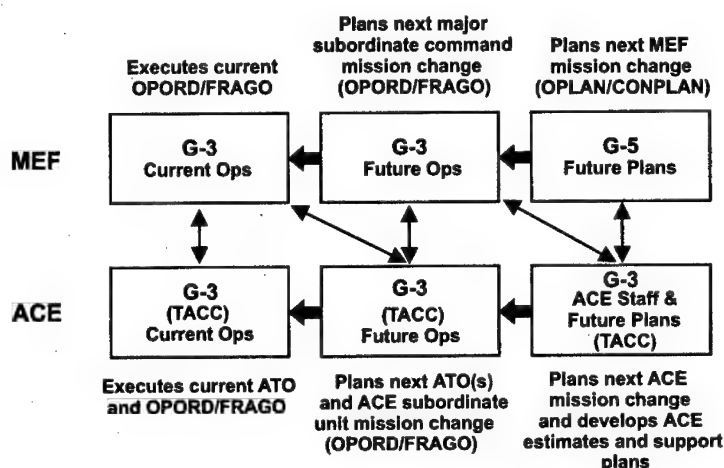 Executes current
OPORD/FRAGO
Plans next major
subordinate command
mission change
(OPORD/FRAGO)
Plans next MEF
mission change
(OPLAN/CONPLAN)
MEF
G-3
Current Ops
G-3
Future Ops
G-5
Future Plans
ACE
G-3
(TACC)
Current Ops
G-3
(TACC)
Future Ops
G-3
ACE Staff &
Future Plans
(TACC)
Executes current ATO
and OPORD/FRAGO
Plans next ATO(s)
and ACE subordinate
unit mission change
(OPORD/FRAGO)
Plans next ACE
mission change
and develops ACE
estimates and support
plans